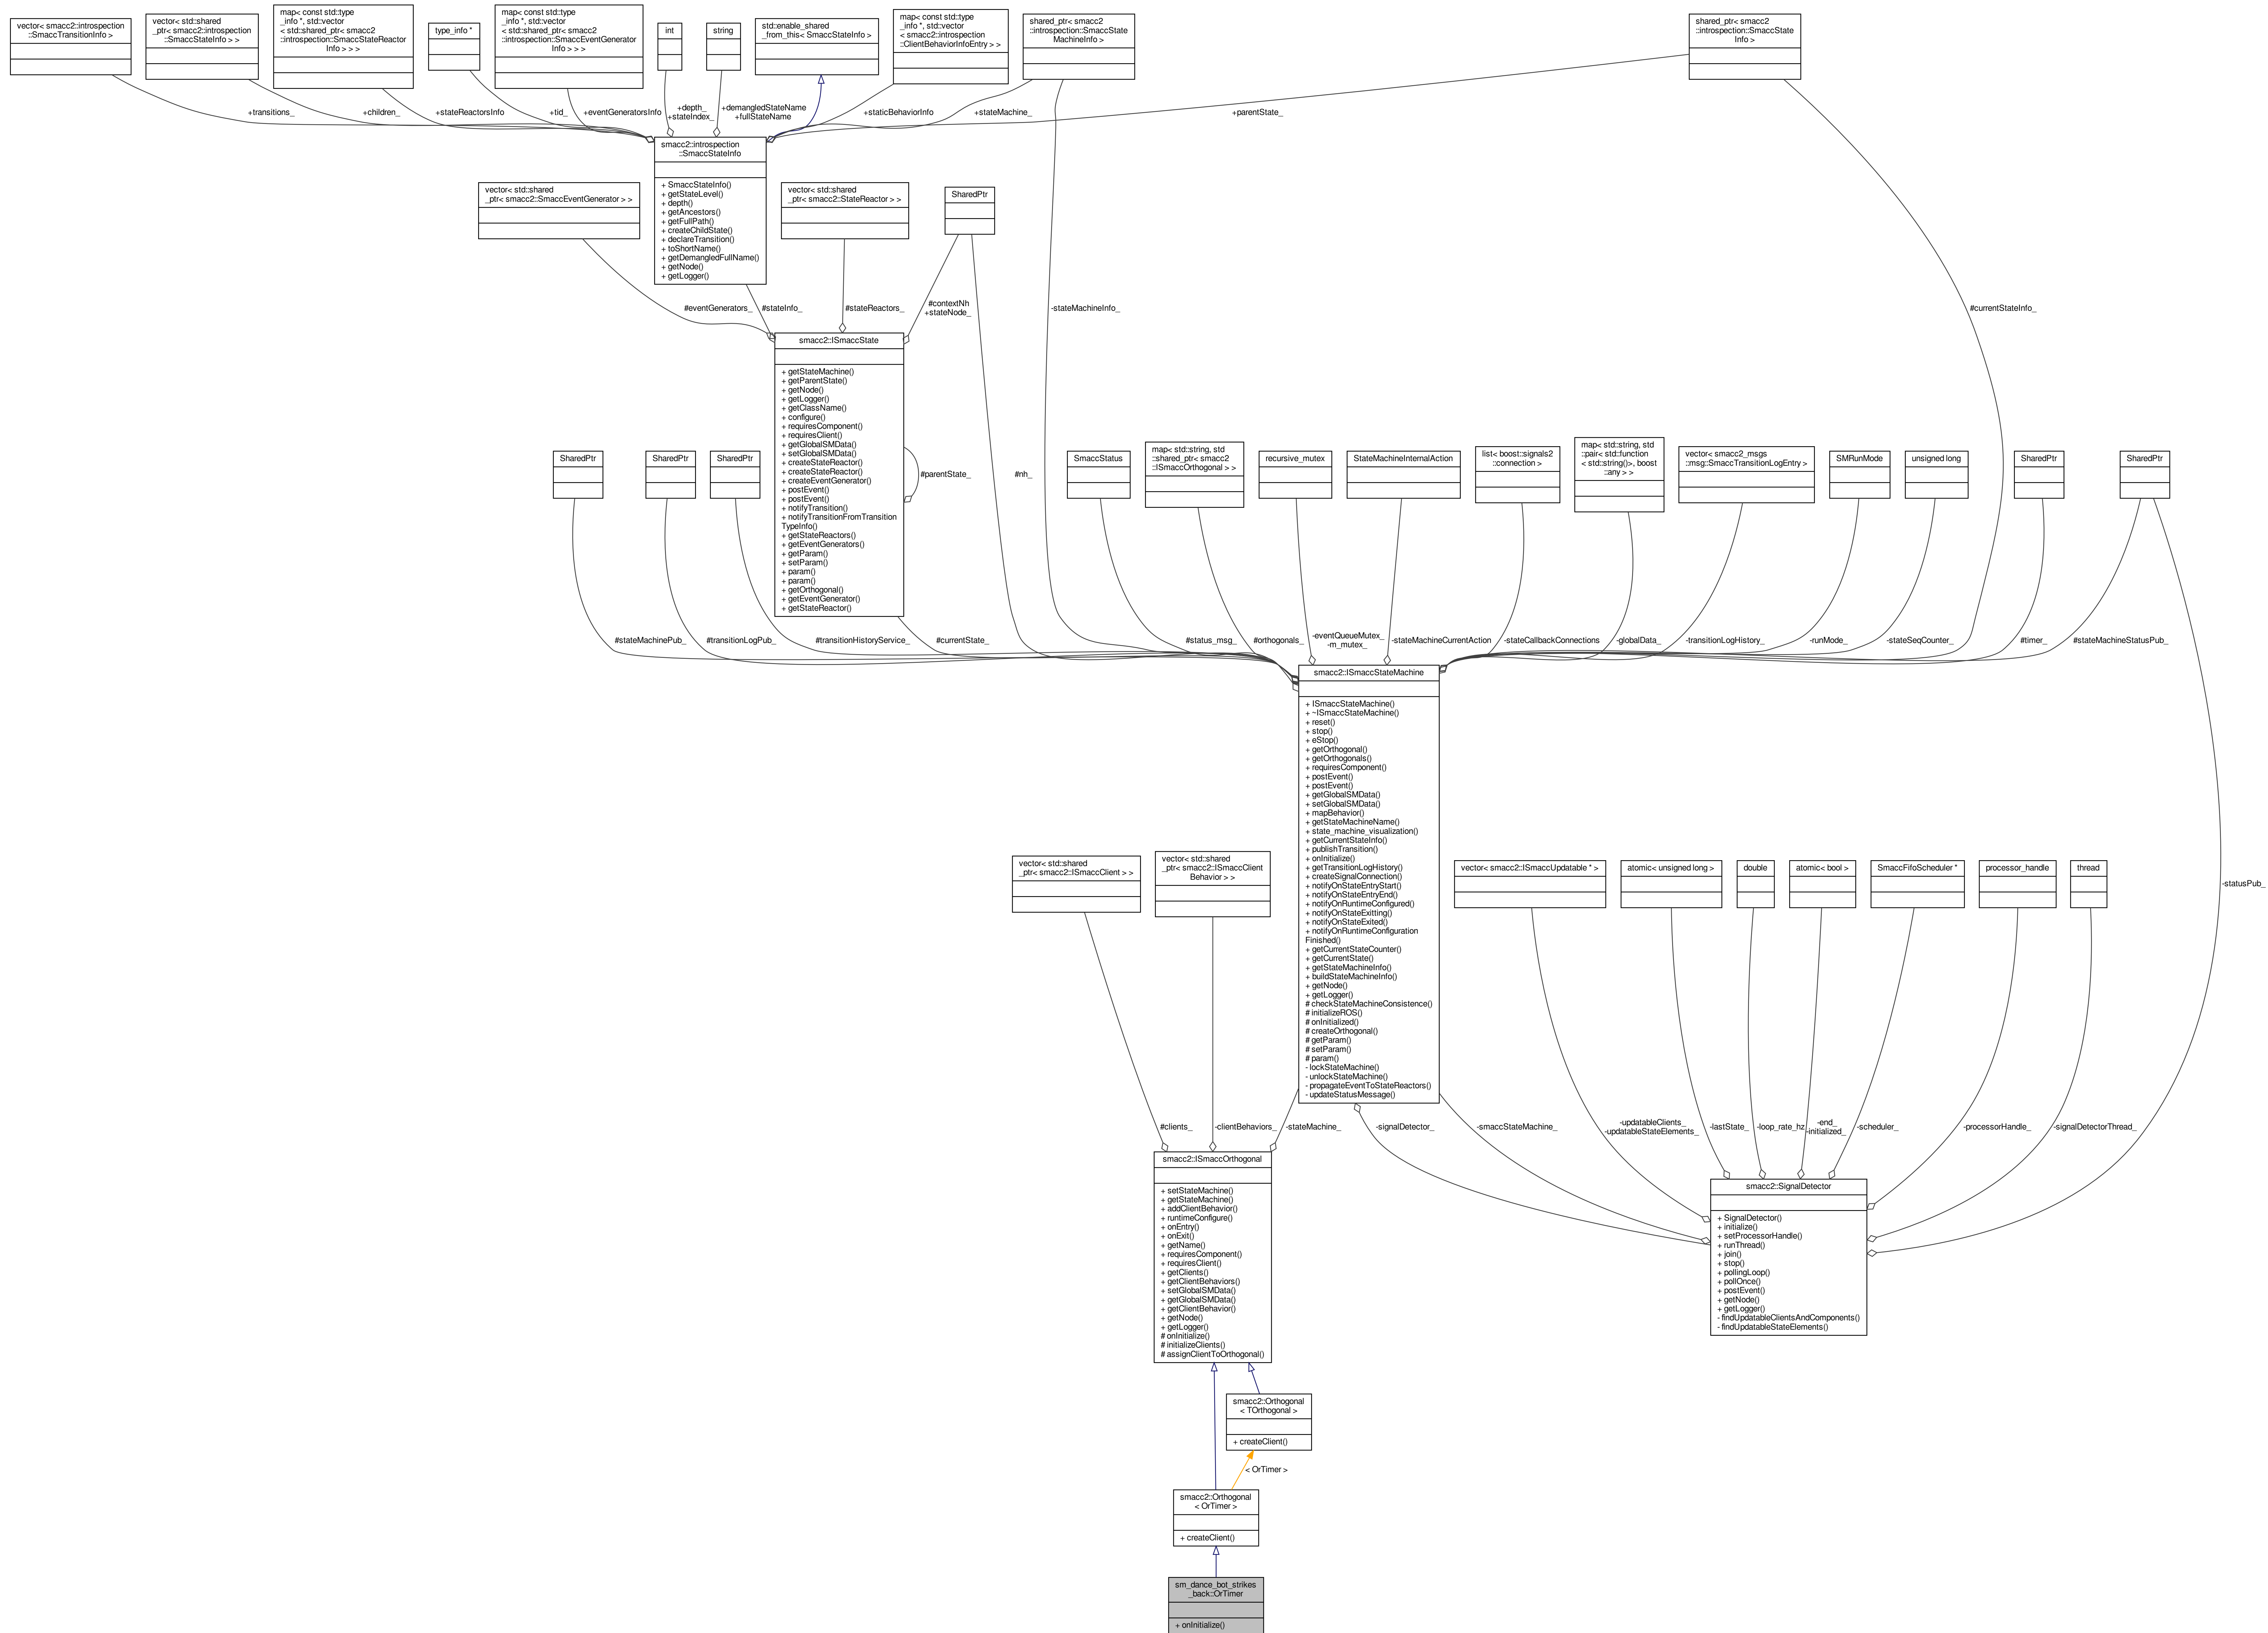 vector< smacc2::introspection
::SmaccTransitionInfo >
vector< std::shared
_ptr< smacc2::introspection
::SmaccStateInfo > >
map< const std::type
_info *, std::vector
< std::shared_ptr< smacc2
::introspection::SmaccStateReactor
Info > > >
type_info *
map< const std::type
_info *, std::vector
< std::shared_ptr< smacc2
::introspection::SmaccEventGenerator
Info > > >
int
string
std::enable_shared
_from_this< SmaccStateInfo >
map< const std::type
_info *, std::vector
< smacc2::introspection
::ClientBehaviorInfoEntry > >
shared_ptr< smacc2
::introspection::SmaccState
MachineInfo >
shared_ptr< smacc2
::introspection::SmaccState
Info >
+transitions_
+children_
+stateReactorsInfo
+tid_
+eventGeneratorsInfo
+depth_
+stateIndex_
+demangledStateName
+fullStateName
+staticBehaviorInfo
+stateMachine_
+parentState_
smacc2::introspection
::SmaccStateInfo
+ SmaccStateInfo()
+ getStateLevel()
+ depth()
+ getAncestors()
+ getFullPath()
+ createChildState()
+ declareTransition()
+ toShortName()
+ getDemangledFullName()
+ getNode()
+ getLogger()
vector< std::shared
_ptr< smacc2::SmaccEventGenerator > >
vector< std::shared
_ptr< smacc2::StateReactor > >
SharedPtr
#eventGenerators_
#stateInfo_
#stateReactors_
#contextNh
+stateNode_
-stateMachineInfo_
#currentStateInfo_
smacc2::ISmaccState
+ getStateMachine()
+ getParentState()
+ getNode()
+ getLogger()
+ getClassName()
+ configure()
+ requiresComponent()
+ requiresClient()
+ getGlobalSMData()
+ setGlobalSMData()
+ createStateReactor()
+ createStateReactor()
+ createEventGenerator()
+ postEvent()
+ postEvent()
+ notifyTransition()
+ notifyTransitionFromTransition
TypeInfo()
+ getStateReactors()
+ getEventGenerators()
+ getParam()
+ setParam()
+ param()
+ param()
+ getOrthogonal()
+ getEventGenerator()
+ getStateReactor()
#parentState_
#nh_
SharedPtr
SharedPtr
SharedPtr
SmaccStatus
map< std::string, std
::shared_ptr< smacc2
::ISmaccOrthogonal > >
recursive_mutex
StateMachineInternalAction
list< boost::signals2
::connection >
map< std::string, std
::pair< std::function
< std::string()>, boost
::any > >
vector< smacc2_msgs
::msg::SmaccTransitionLogEntry >
SMRunMode
unsigned long
SharedPtr
SharedPtr
#stateMachinePub_
#transitionLogPub_
#transitionHistoryService_
#currentState_
#status_msg_
#orthogonals_
-eventQueueMutex_
-m_mutex_
-stateMachineCurrentAction
-stateCallbackConnections
-globalData_
-transitionLogHistory_
-runMode_
-stateSeqCounter_
#timer_
#stateMachineStatusPub_
smacc2::ISmaccStateMachine
+ ISmaccStateMachine()
+ ~ISmaccStateMachine()
+ reset()
+ stop()
+ eStop()
+ getOrthogonal()
+ getOrthogonals()
+ requiresComponent()
+ postEvent()
+ postEvent()
+ getGlobalSMData()
+ setGlobalSMData()
+ mapBehavior()
+ getStateMachineName()
+ state_machine_visualization()
+ getCurrentStateInfo()
+ publishTransition()
+ onInitialize()
+ getTransitionLogHistory()
+ createSignalConnection()
+ notifyOnStateEntryStart()
+ notifyOnStateEntryEnd()
+ notifyOnRuntimeConfigured()
+ notifyOnStateExitting()
+ notifyOnStateExited()
+ notifyOnRuntimeConfiguration
Finished()
+ getCurrentStateCounter()
+ getCurrentState()
+ getStateMachineInfo()
+ buildStateMachineInfo()
+ getNode()
+ getLogger()
# checkStateMachineConsistence()
# initializeROS()
# onInitialized()
# createOrthogonal()
# getParam()
# setParam()
# param()
- lockStateMachine()
- unlockStateMachine()
- propagateEventToStateReactors()
- updateStatusMessage()
vector< std::shared
_ptr< smacc2::ISmaccClient > >
vector< std::shared
_ptr< smacc2::ISmaccClient
Behavior > >
vector< smacc2::ISmaccUpdatable * >
atomic< unsigned long >
double
atomic< bool >
SmaccFifoScheduler *
processor_handle
thread
-statusPub_
#clients_
-clientBehaviors_
-stateMachine_
-signalDetector_
-smaccStateMachine_
-updatableClients_
-updatableStateElements_
-lastState_
-loop_rate_hz
-end_
-initialized_
-scheduler_
-processorHandle_
-signalDetectorThread_
smacc2::ISmaccOrthogonal
+ setStateMachine()
+ getStateMachine()
+ addClientBehavior()
+ runtimeConfigure()
+ onEntry()
+ onExit()
+ getName()
+ requiresComponent()
+ requiresClient()
+ getClients()
+ getClientBehaviors()
+ setGlobalSMData()
+ getGlobalSMData()
+ getClientBehavior()
+ getNode()
+ getLogger()
# onInitialize()
# initializeClients()
# assignClientToOrthogonal()
smacc2::SignalDetector
+ SignalDetector()
+ initialize()
+ setProcessorHandle()
+ runThread()
+ join()
+ stop()
+ pollingLoop()
+ pollOnce()
+ postEvent()
+ getNode()
+ getLogger()
- findUpdatableClientsAndComponents()
- findUpdatableStateElements()
smacc2::Orthogonal
< TOrthogonal >
+ createClient()
< OrTimer >
smacc2::Orthogonal
< OrTimer >
+ createClient()
sm_dance_bot_strikes
_back::OrTimer
+ onInitialize()